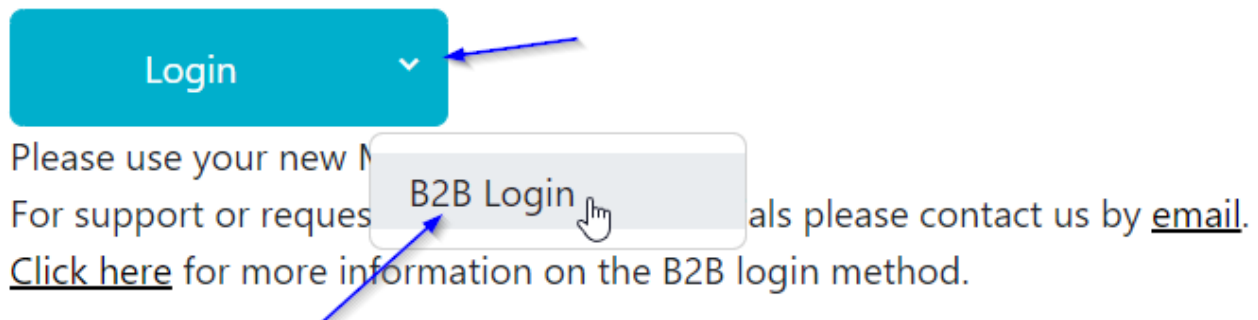 Login
Please use your new
B2B Login
For support or reques als please contact us by email.
Click here for more information on the B2B login method.